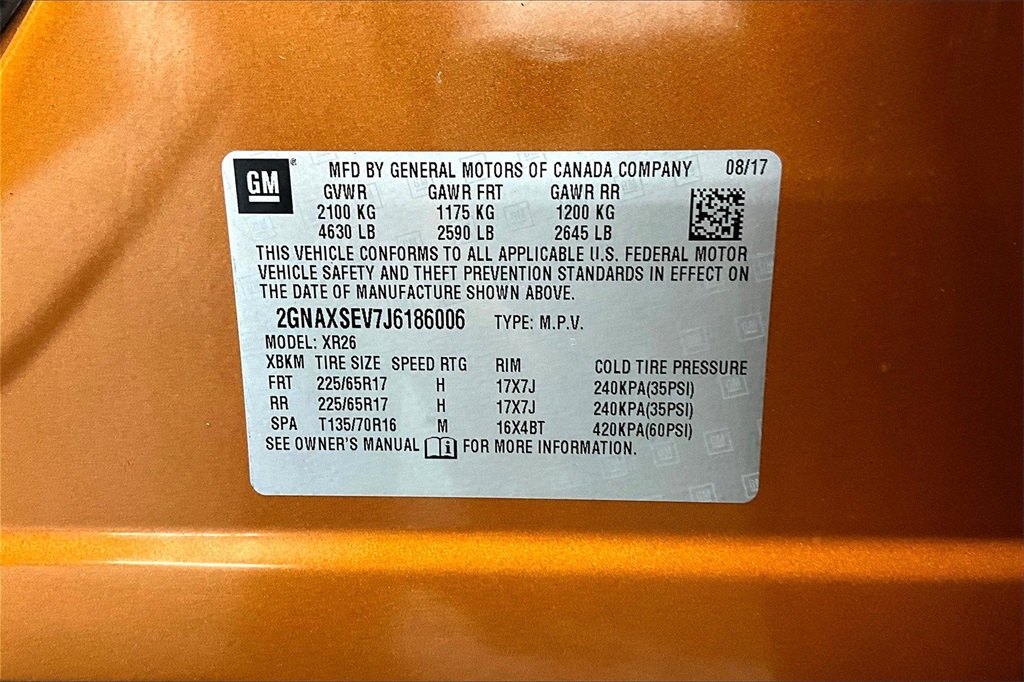 GM ® MFD BY GENERAL MOTORS OF CANADA COMPANY 08/17
GVWR GAWR FRT GAWR RR
2100 KG 1175 KG 1200 KG
4630 LB 2590 LB 2645 LB
THIS VEHICLE CONFORMS TO ALL APPLICABLE U.S. FEDERAL MOTOR
VEHICLE SAFETY AND THEFT PREVENTION STANDARDS IN EFFECT ON
THE DATE OF MANUFACTURE SHOWN ABOVE.
2GNAXSEV7J6186006 TYPE: M.P.V.
MODEL: XR26
XBKM TIRE SIZE SPEED RTG RIM COLD TIRE PRESSURE
FRT 225/65R17 H 17X7J 240KPA(35PSI)
RR 225/65R17 H 17X7J 240KPA(35PSI)
SPA T135/70R16 M 16X4BT 420KPA(60PSI)
SEE OWNER'S MANUAL i FOR MORE INFORMATION.